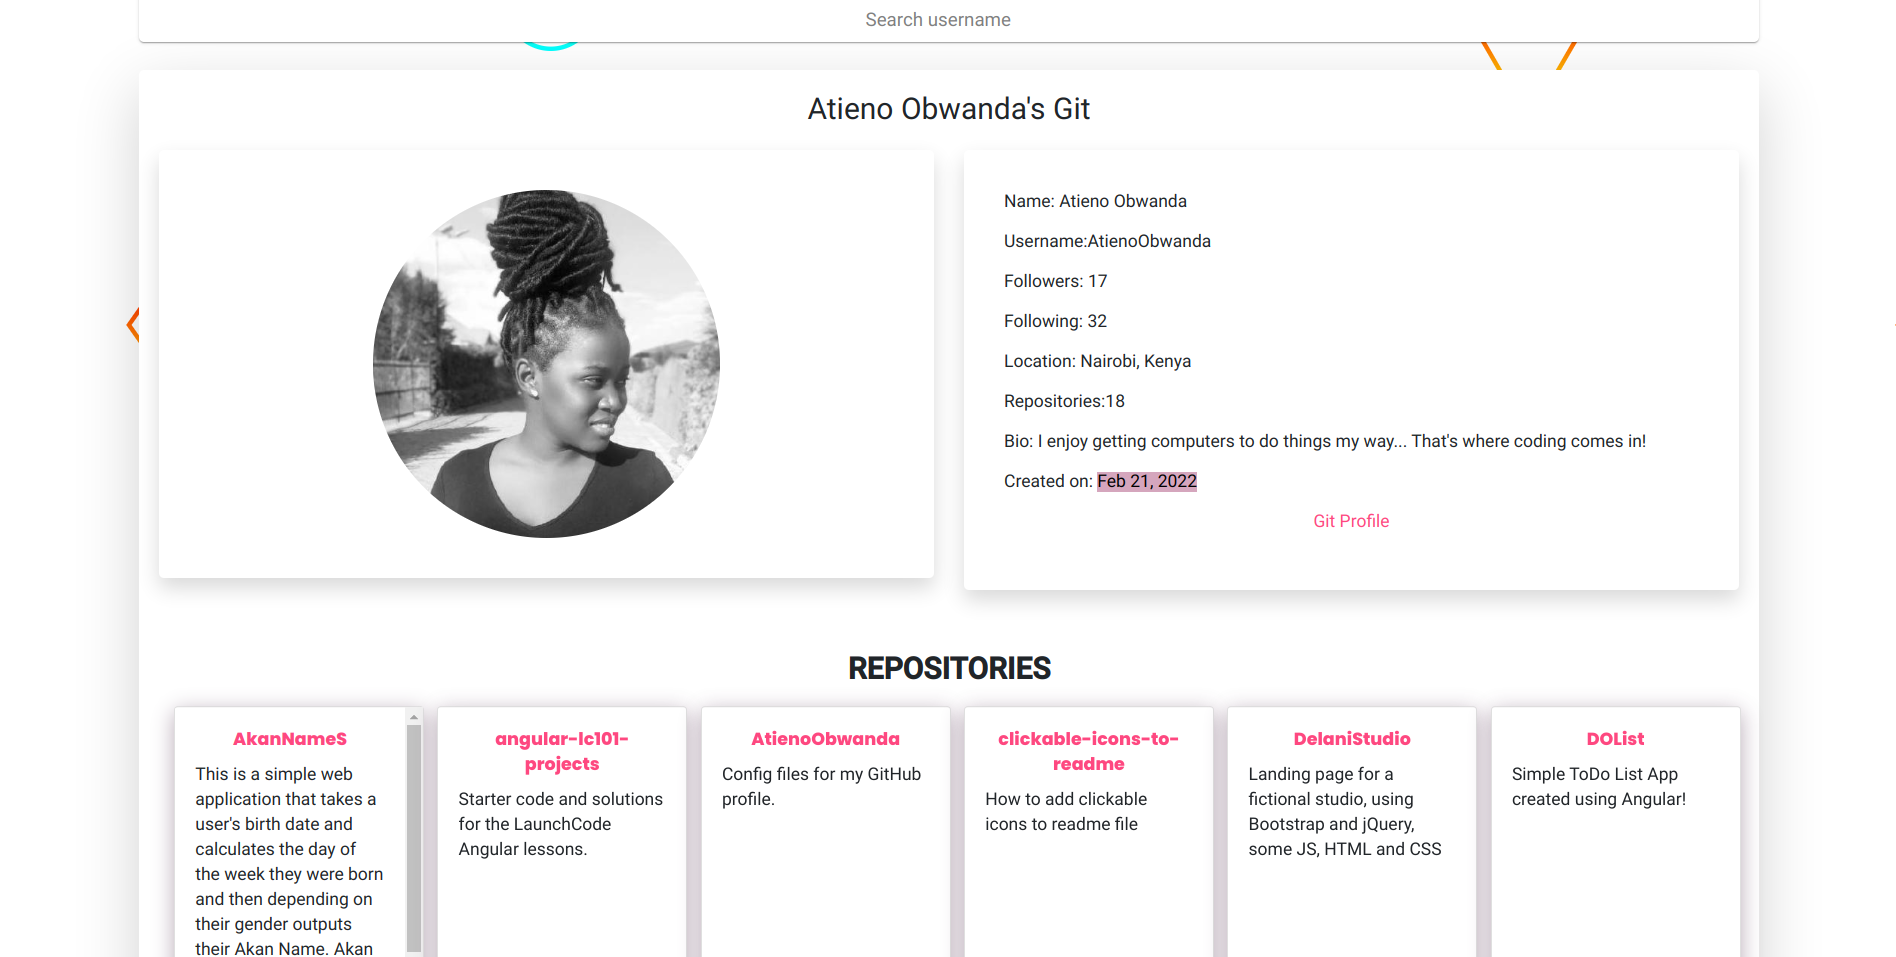 Search username
Atieno Obwanda's Git
Name: Atieno Obwanda
Username:AtienoObwanda
Followers: 17
Following: 32
Location: Nairobi, Kenya
Repositories:18
Bio: I enjoy getting computers to do things my way... That's where coding comes in!
Created on: Feb 21, 2022
Git Profile
REPOSITORIES
AkanNameS
This is a simple web
application that takes a
user's birth date and
calculates the day of
the week they were born
and then depending on
their gender outputs
their Akan Name. Akan
angular-lc101-
projects
Starter code and solutions
for the LaunchCode
Angular lessons.
AtienoObwanda
Config files for my GitHub
profile.
clickable-icons-to-
readme
How to add clickable
icons to readme file
DelaniStudio
Landing page for a
fictional studio, using
Bootstrap and jQuery,
some JS, HTML and CSS
DOList
Simple ToDo List App
created using Angular!